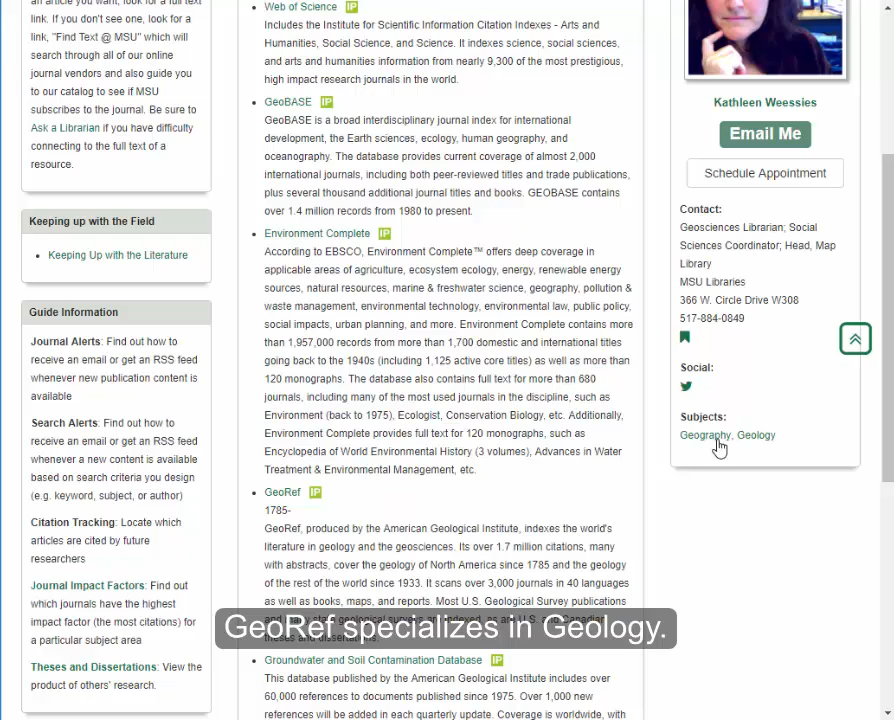 an article you want, look for a full text
link. If you don't see one, look for a
link, "Find Text @ MSU" which will
search through all of our online
journal vendors and also guide you
to our catalog to see if MSU
subscribes to the journal. Be sure to
Ask a Librarian if you have difficulty
connecting to the full text of a
resource.
Keeping up with the Field
Keeping Up with the Literature
Guide Information
Journal Alerts: Find out how to
receive an email or get an RSS feed
whenever new publication content is
available
Search Alerts: Find out how to
receive an email or get an RSS feed
whenever a new content is available
based on search criteria you design
(e.g. keyword, subject, or author)
Citation Tracking: Locate which
articles are cited by future
researchers
Journal Impact Factors: Find out
which journals have the highest
impact factor (the most citations) for
a particular subject area
Theses and Dissertations: View the
product of others' research.
Web of Science IP
Includes the Institute for Scientific Information Citation Indexes - Arts and
Humanities, Social Science, and Science. It indexes science, social sciences,
and arts and humanities information from nearly 9,300 of the most prestigious,
high impact research journals in the world.
GeoBASE IP
GeoBASE is a broad interdisciplinary journal index for international
development, the Earth sciences, ecology, human geography, and
oceanography. The database provides current coverage of almost 2,000
international journals, including both peer-reviewed titles and trade publications,
plus several thousand additional journal titles and books. GEOBASE contains
over 1.4 million records from 1980 to present.
Environment Complete IP
According to EBSCO, Environment Complete™ offers deep coverage in
applicable areas of agriculture, ecosystem ecology, energy, renewable energy
sources, natural resources, marine & freshwater science, geography, pollution &
waste management, environmental technology, environmental law, public policy,
social impacts, urban planning, and more. Environment Complete contains more
than 1,957,000 records from more than 1,700 domestic and international titles
going back to the 1940s (including 1,125 active core titles) as well as more than
120 monographs. The database also contains full text for more than 680
journals, including many of the most used journals in the discipline, such as
Environment (back to 1975), Ecologist, Conservation Biology, etc. Additionally,
Environment Complete provides full text for 120 monographs, such as
Encyclopedia of World Environmental History (3 volumes), Advances in Water
Treatment & Environmental Management, etc.
GeoRef IP
1785-
GeoRef, produced by the American Geological Institute, indexes the world's
literature in geology and the geosciences. Its over 1.7 million citations, many
with abstracts, cover the geology of North America since 1785 and the geology
of the rest of the world since 1933. It scans over 3,000 journals in 40 languages
as well as books, maps, and reports. Most U.S. Geological Survey publications
and many state geological surveys are indexed, as are U.S. and Canadian
theses and dissertations.
GeoRef specializes in Geology.
Groundwater and Soil Contamination Database IP
This database published by the American Geological Institute includes over
60,000 references to documents published since 1975. Over 1,000 new
references will be added in each quarterly update. Coverage is worldwide, with
Kathleen Weessies
Email Me
Schedule Appointment
Contact:
Geosciences Librarian; Social
Sciences Coordinator; Head, Map
Library
MSU Libraries
366 W. Circle Drive W308
517-884-0849
Social:
Subjects:
Geography, Geology